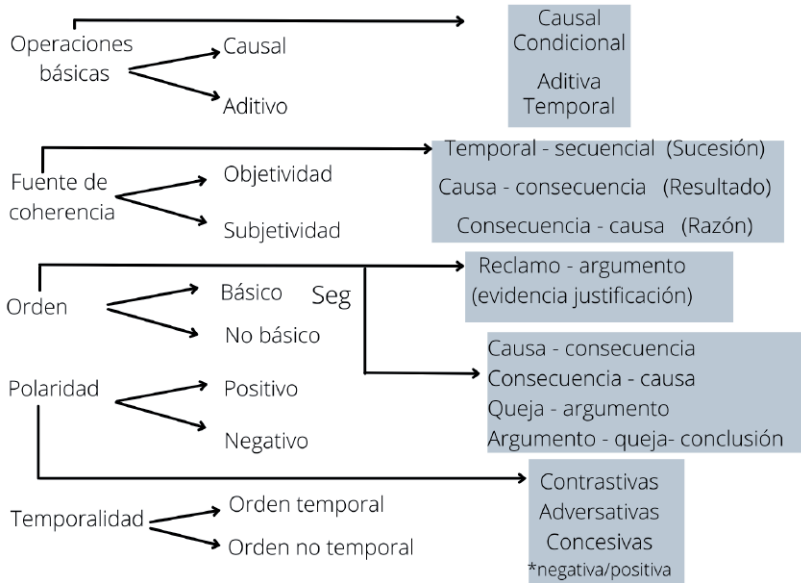 Operaciones
básicas
Causal
Aditivo
Causal
Condicional
Aditiva
Temporal
Fuente de
coherencia
Objetividad
Subjetividad
Temporal - secuencial (Sucesión)
Causa - consecuencia (Resultado)
Consecuencia - causa (Razón)
Orden
Básico
No básico
Seg
Reclamo - argumento
(evidencia justificación)
Causa - consecuencia
Consecuencia - causa
Queja - argumento
Argumento - queja- conclusión
Polaridad
Positivo
Negativo
Contrastivas
Adversativas
Concesivas
*negativa/positiva
Temporalidad
Orden temporal
Orden no temporal